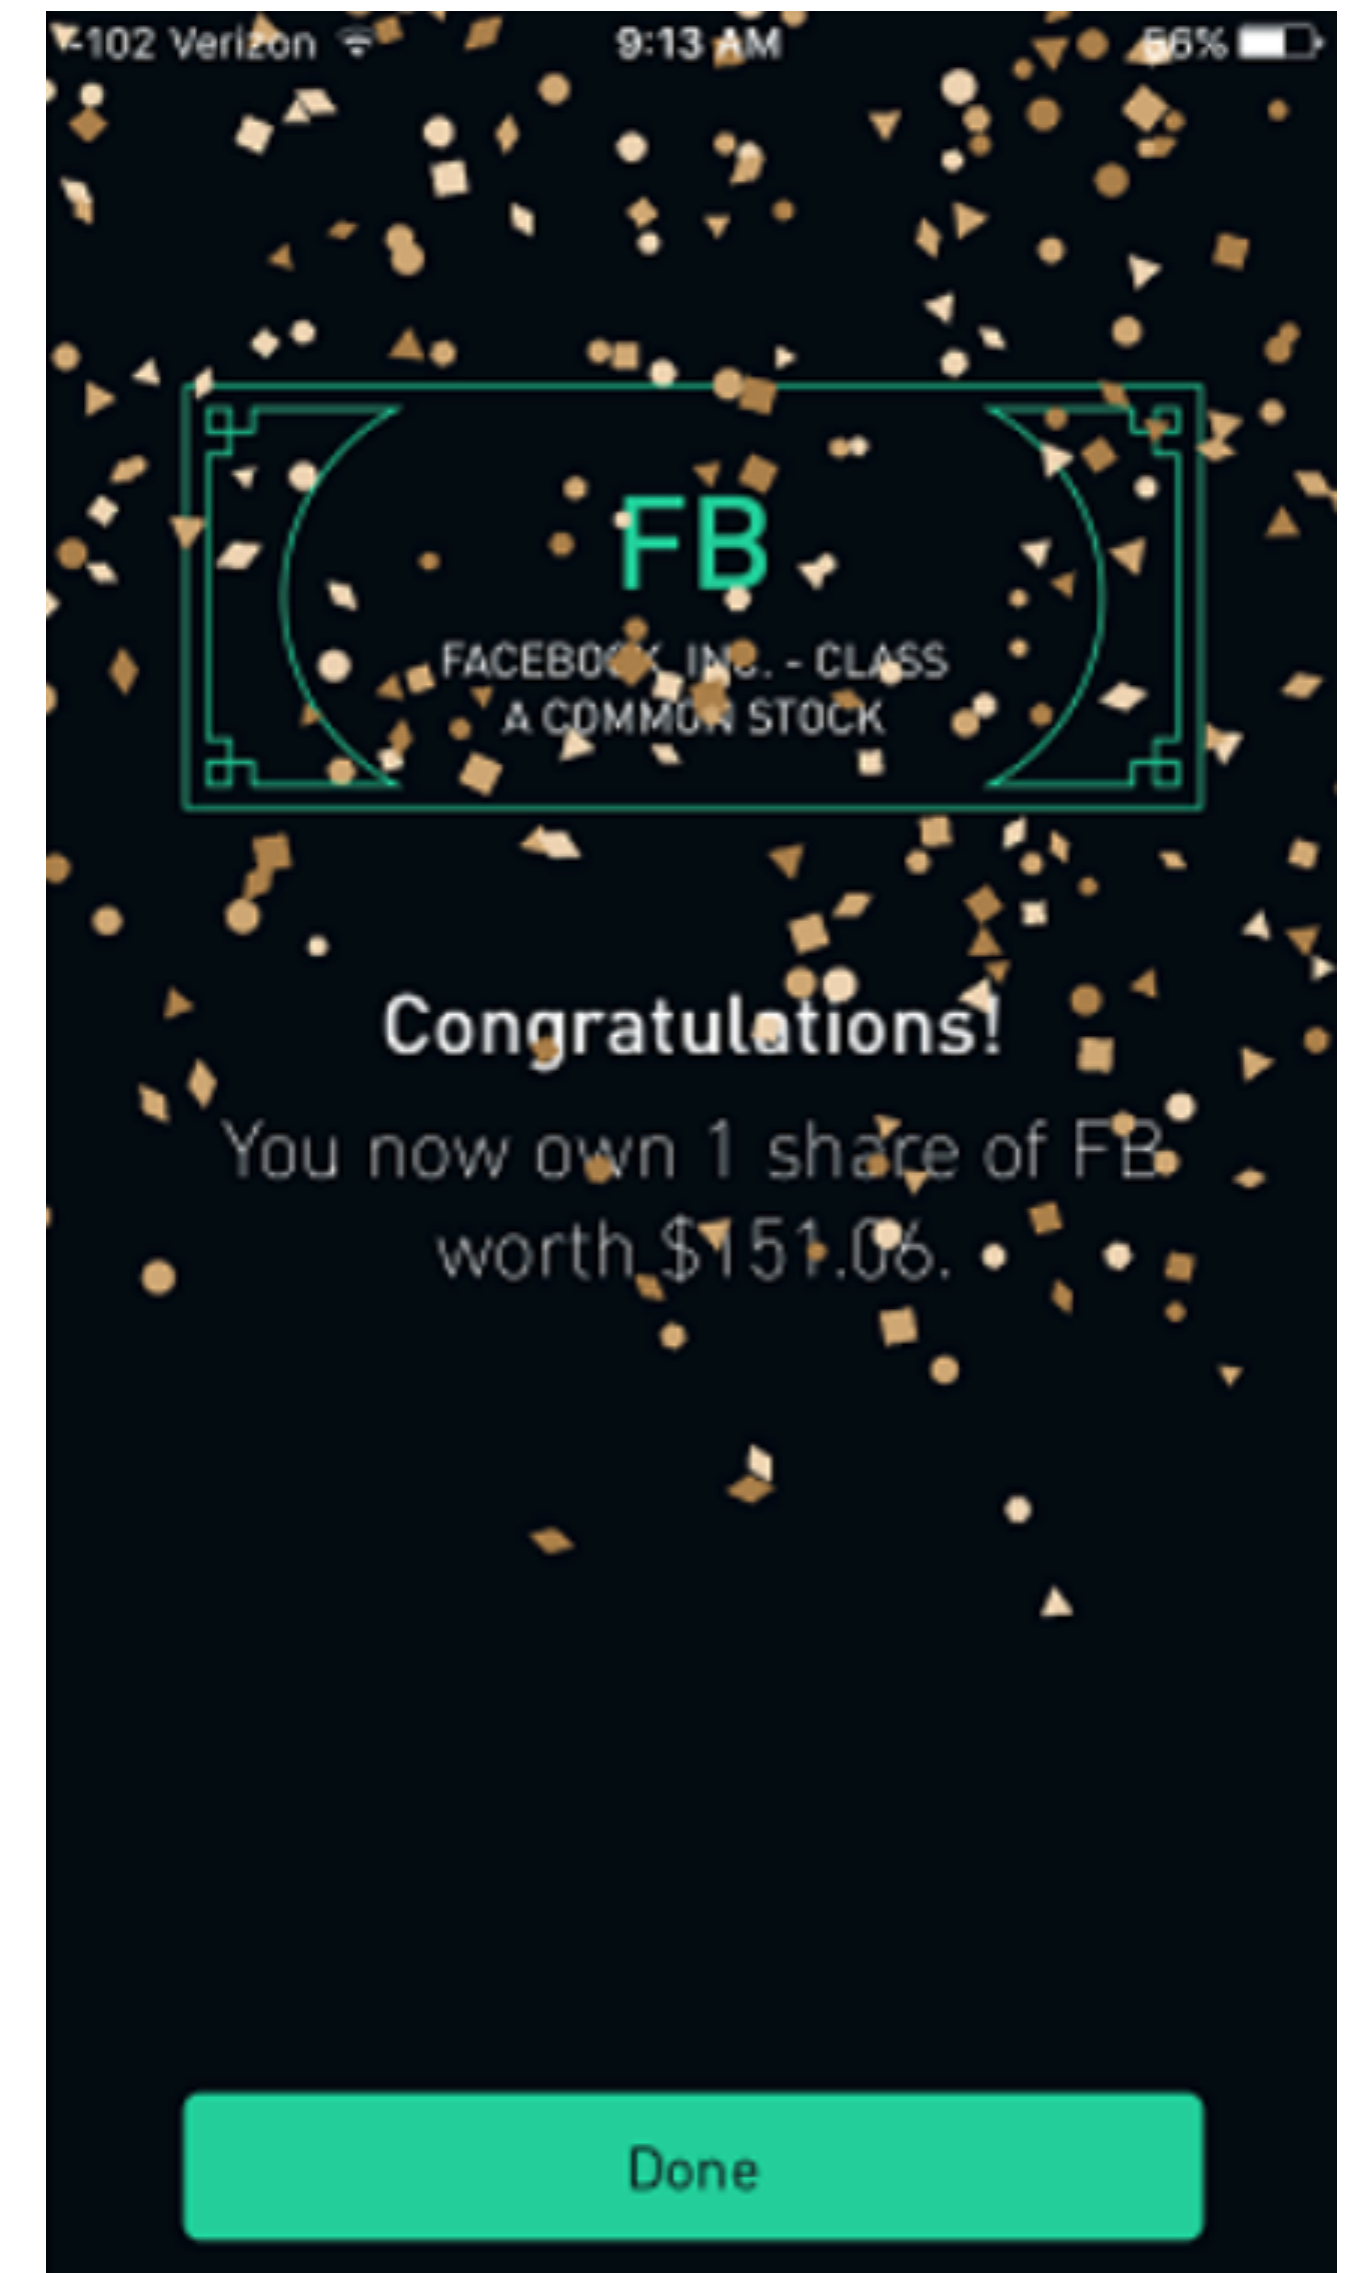 -102 Verizon 9:13 AM 56%
FB
FACEBOOK, INC. - CLASS
A COMMON STOCK
Congratulations!
You now own 1 share of FB
worth $151.06.
Done